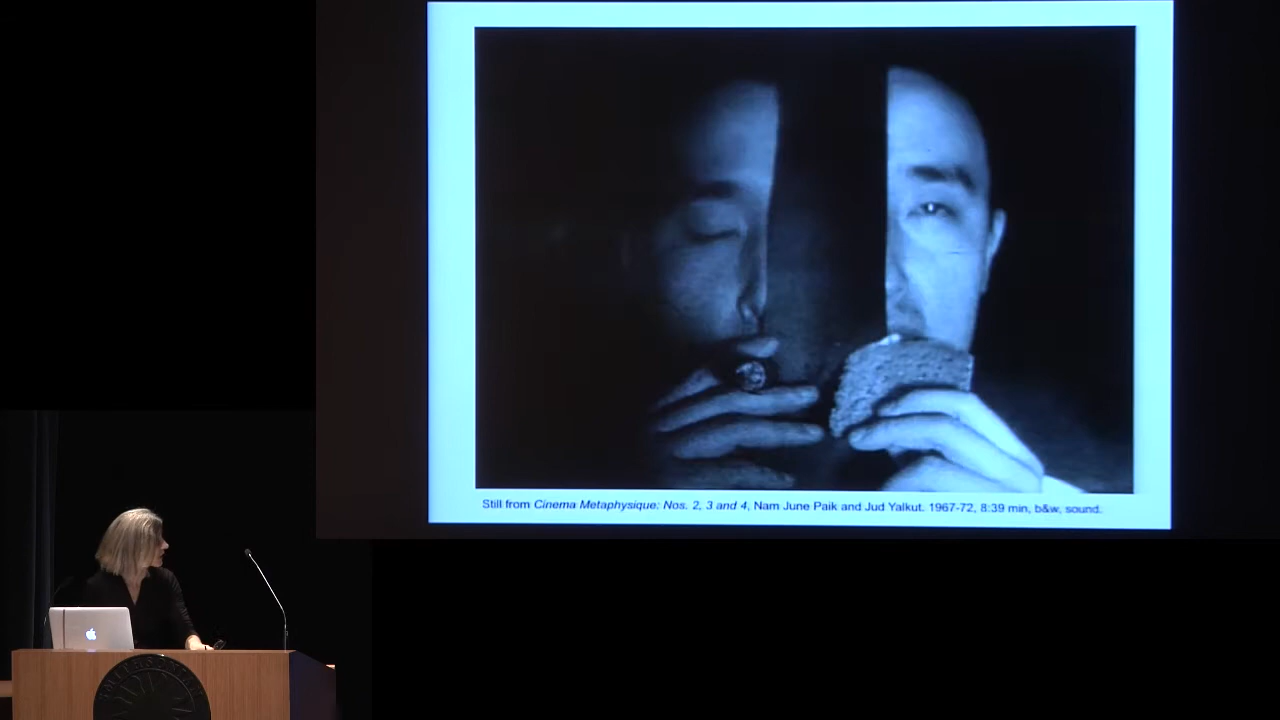 Still from Cinema Metaphysique: Nos. 2, 3 and 4, Nam June Paik and Jud Yalkut. 1967-72, 8:39 min, b&w, sound.